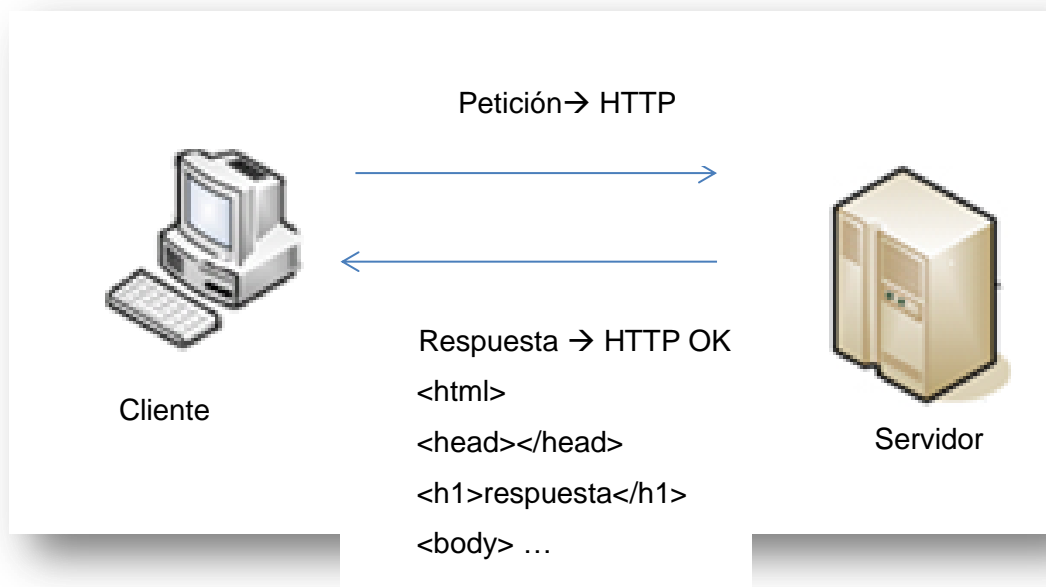 Petición→ HTTP
Respuesta → HTTP OK
<html>
<head></head>
<h1>respuesta</h1>
<body> …
Cliente
Servidor